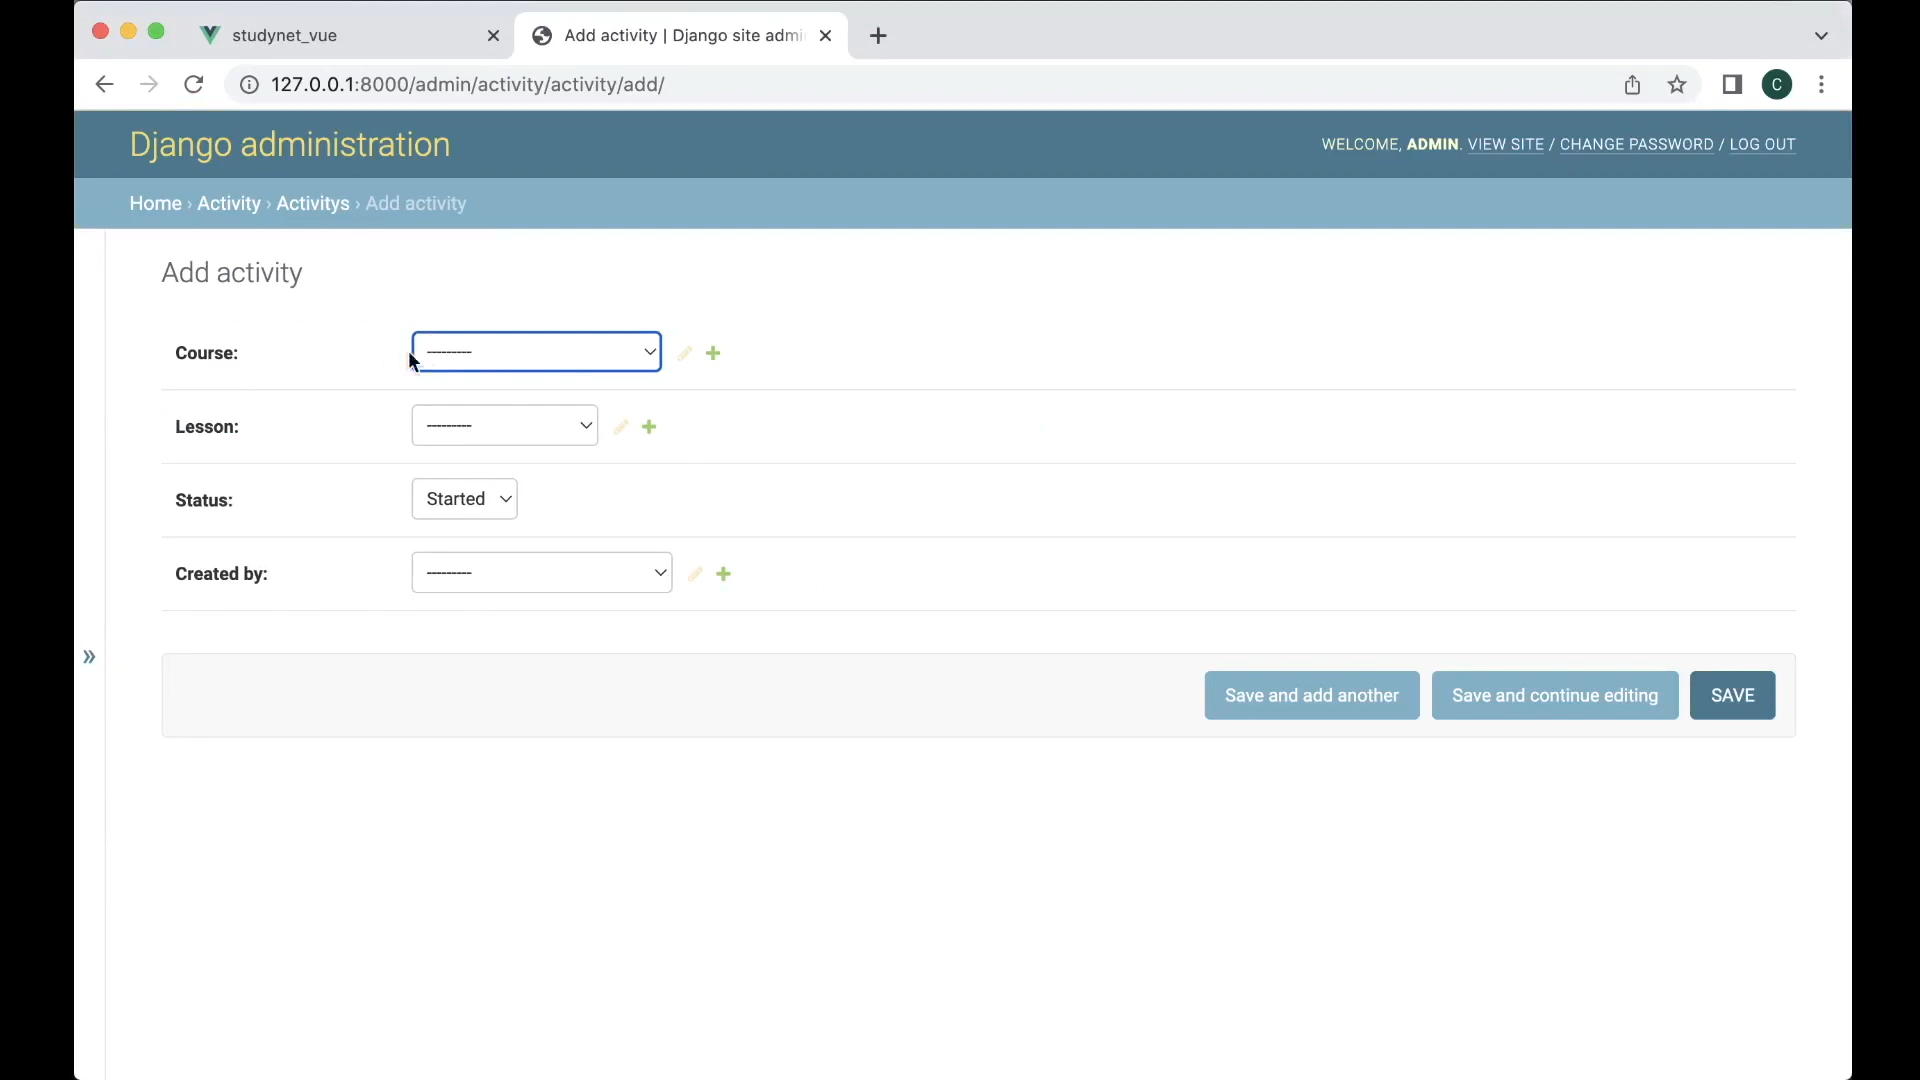 studynet_vue
Add activity | Django site admi
127.0.0.1:8000/admin/activity/activity/add/
C
Django administration
WELCOME, ADMIN. VIEW SITE / CHANGE PASSWORD / LOG OUT
Home › Activity › Activitys › Add activity
Add activity
Course: ---------
Lesson: ---------
Status: Started
Created by: ---------
»
Save and add another
Save and continue editing
SAVE